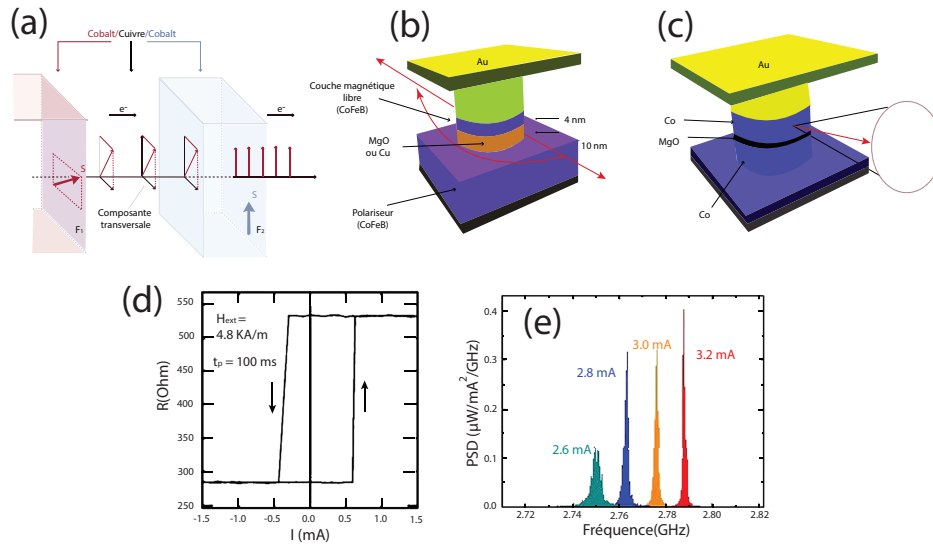 (a)
Cobalt/Cuivre/Cobalt
e-
e-
S
F1
Composante
transversale
S
F2
(b)
Au
Couche magnétique
libre
(CoFeB)
4 nm
MgO
ou Cu
10 nm
Polariseur
(CoFeB)
(c)
Au
Co
MgO
Co
(d)
Hext =
4.8 KA/m
tp = 100 ms
R(Ohm)
550
500
450
400
350
300
250
-1.5 -1.0 -0.5 0.0 0.5 1.0 1.5
I (mA)
(e)
PSD (µW/mA²/GHz)
0.4
0.3
0.2
0.1
0.0
2.6 mA
2.8 mA
3.0 mA
3.2 mA
2.72 2.74 2.76 2.78 2.80 2.82
Fréquence(GHz)